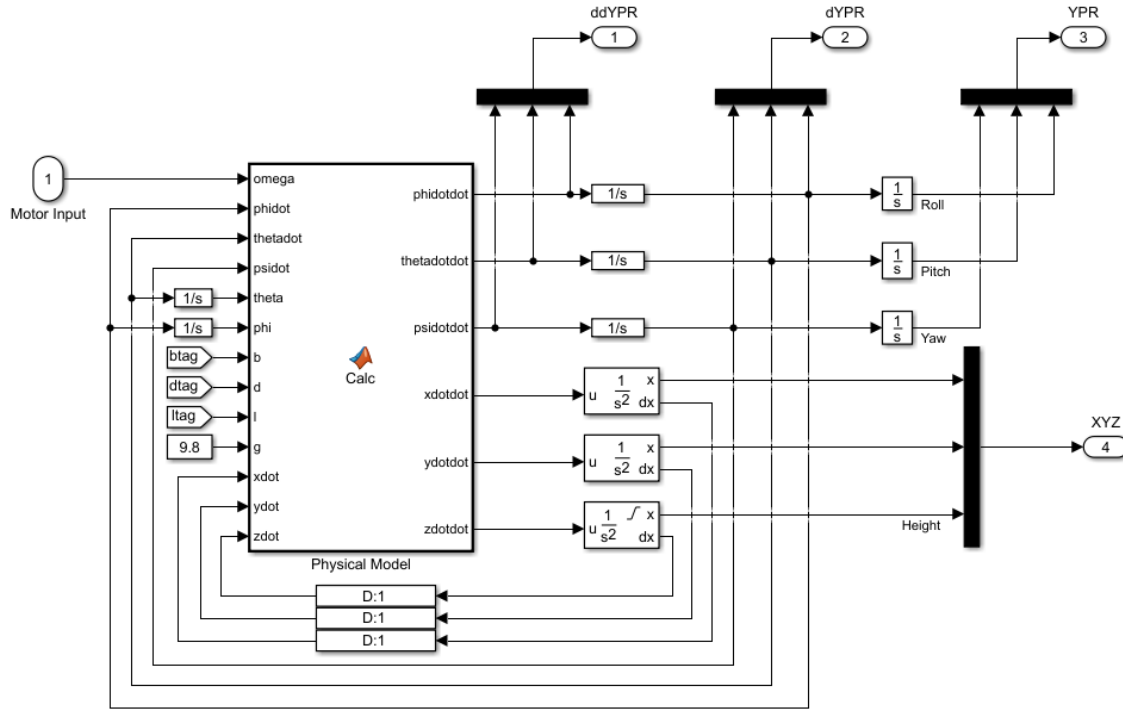 ddYPR
1
dYPR
2
YPR
3
1
Motor Input
omega
phidot
thetadot
psidot
1/s
theta
1/s
phi
btag
b
dtag
d
ltag
l
9.8
g
xdot
ydot
zdot
Calc
Physical Model
phidotdot
thetadotdot
psidotdot
xdotdot
ydotdot
zdotdot
1/s
1/s
1/s
1
s
Roll
1
s
Pitch
1
s
Yaw
u 1 x
s2 dx
u 1 x
s2 dx
u 1 x
s2 dx
Height
XYZ
4
D:1
D:1
D:1